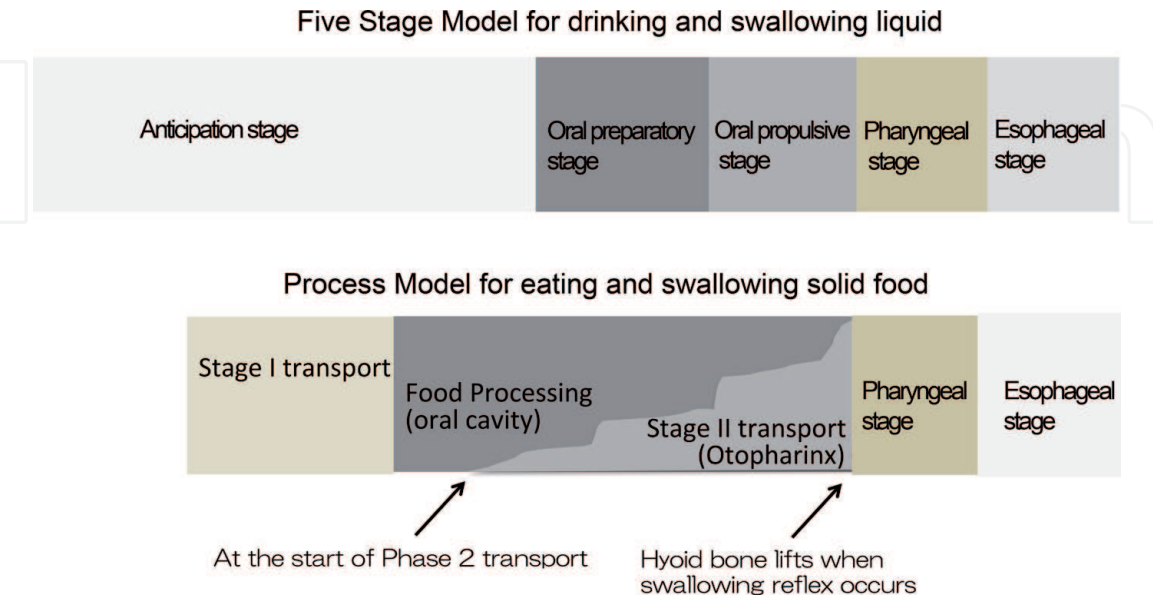 Five Stage Model for drinking and swallowing liquid
Anticipation stage
Oral preparatory
stage
Oral propulsive
stage
Pharyngeal
stage
Esophageal
stage
Process Model for eating and swallowing solid food
Stage I transport
Food Processing
(oral cavity)
Stage II transport
(Otopharinx)
Pharyngeal
stage
Esophageal
stage
At the start of Phase 2 transport
Hyoid bone lifts when
swallowing reflex occurs